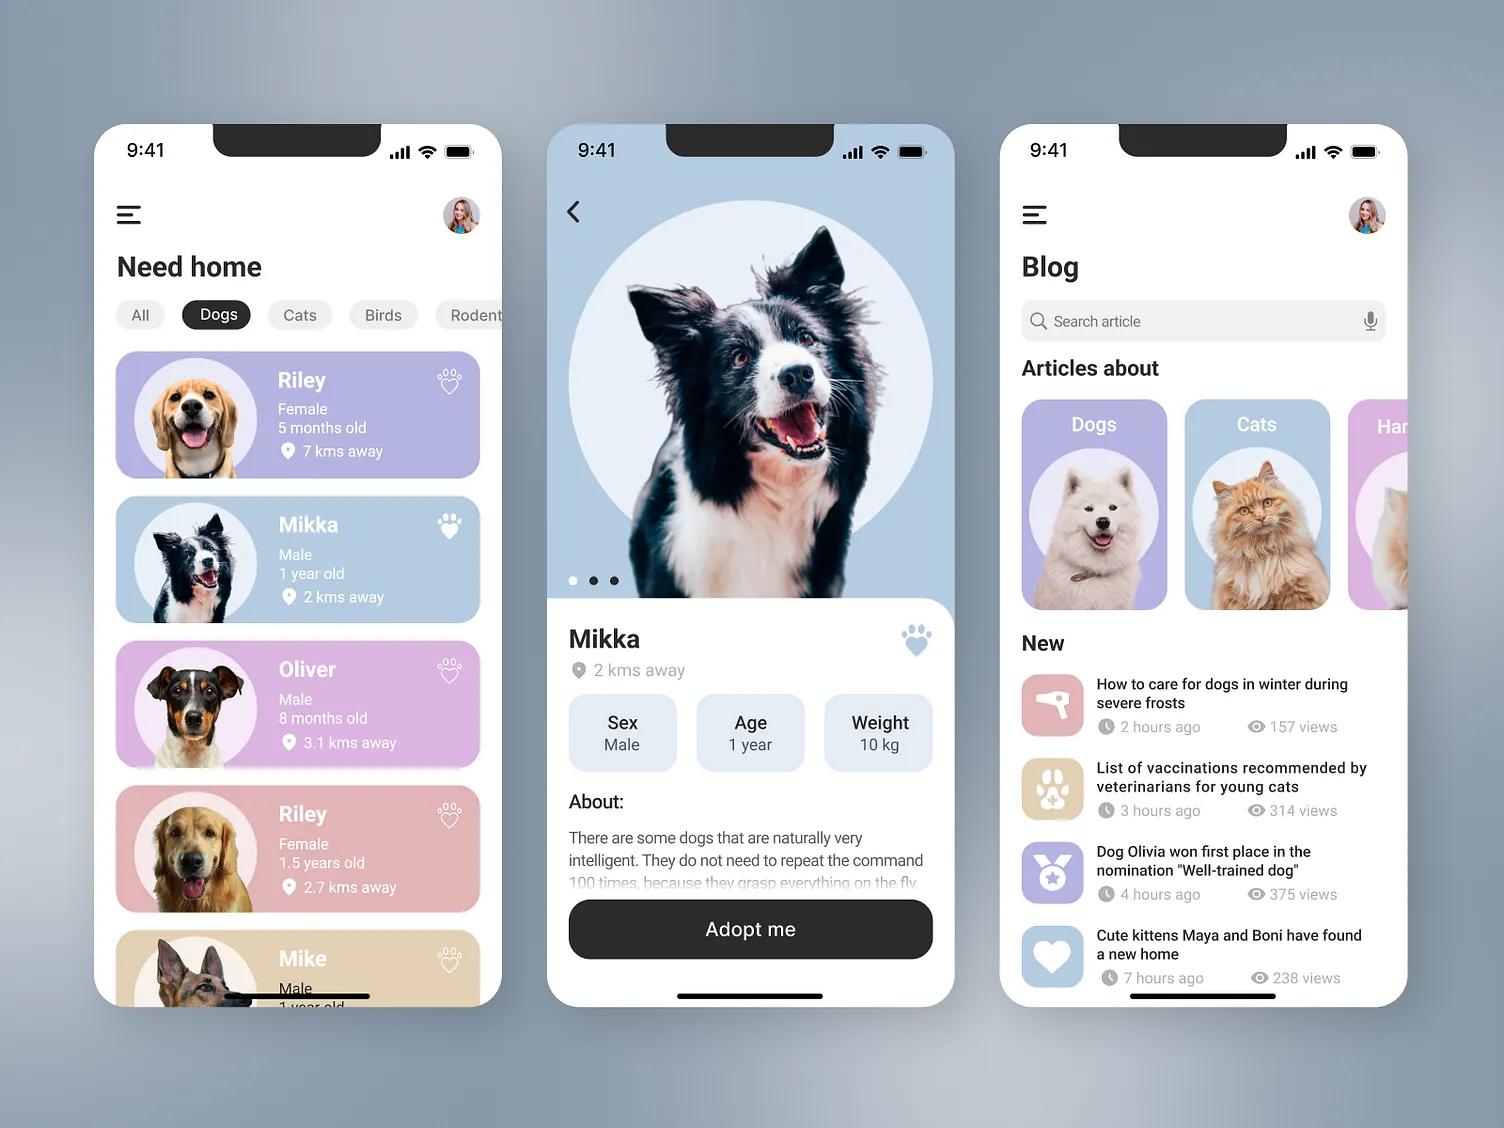 9:41
Need home
All Dogs Cats Birds Rodent
Riley
Female
5 months old
7 kms away
Mikka
Male
1 year old
2 kms away
Oliver
Male
8 months old
3.1 kms away
Riley
Female
1.5 years old
2.7 kms away
Mike
Male
1 year old
9:41
Mikka
2 kms away
Sex Age Weight
Male 1 year 10 kg
About:
There are some dogs that are naturally very
intelligent. They do not need to repeat the command
100 times, because they grasp everything on the fly.
Adopt me
9:41
Blog
Search article
Articles about
Dogs Cats Har
New
How to care for dogs in winter during
severe frosts
2 hours ago 157 views
List of vaccinations recommended by
veterinarians for young cats
3 hours ago 314 views
Dog Olivia won first place in the
nomination "Well-trained dog"
4 hours ago 375 views
Cute kittens Maya and Boni have found
a new home
7 hours ago 238 views